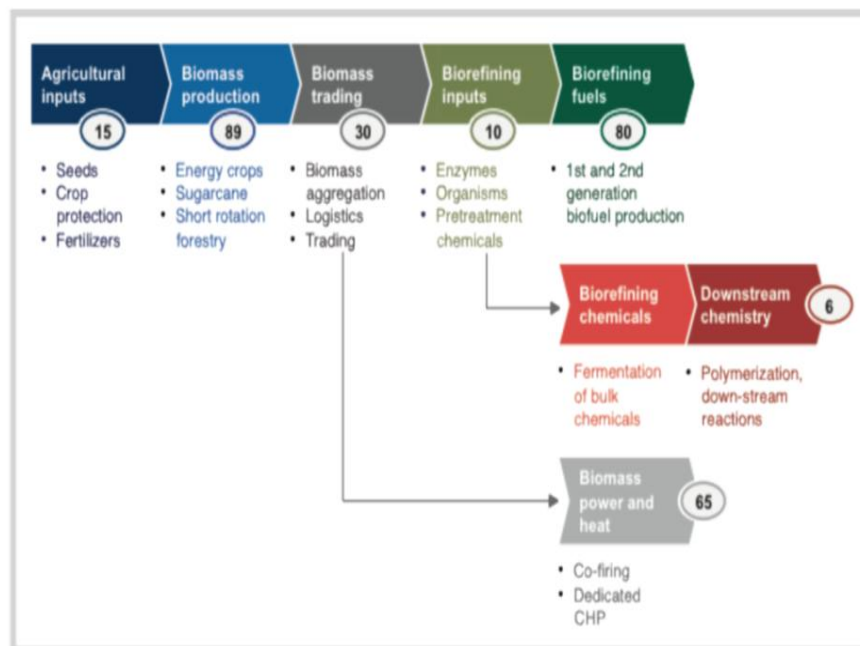 Agricultural
inputs
15
• Seeds
• Crop
protection
• Fertilizers
Biomass
production
89
• Energy crops
• Sugarcane
• Short rotation
forestry
Biomass
trading
30
• Biomass
aggregation
• Logistics
• Trading
Biorefining
inputs
10
• Enzymes
• Organisms
• Pretreatment
chemicals
Biorefining
fuels
80
• 1st and 2nd
generation
biofuel production
Biorefining
chemicals
• Fermentation
of bulk
chemicals
Downstream
chemistry
6
• Polymerization,
down-stream
reactions
Biomass
power and
heat
65
• Co-firing
• Dedicated
CHP